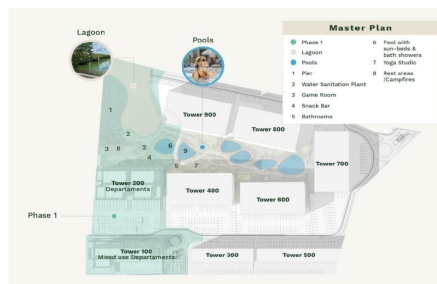 Master Plan
Phase 1
Lagoon
Pools
1 Pier
2 Water Sanitation Plant
3 Game Room
4 Snack Bar
5 Bathrooms
6 Pool with
sun-beds &
bath showers
7 Yoga Studio
8 Rest areas
/Campfires
Lagoon
Pools
1
2
3 8 2 6 9
4
5 7
Tower 900
Tower 800
Tower 700
Tower 200
Departaments
Tower 400
Tower 600
Phase 1
Tower 100
Mixed use Departaments
Tower 300
Tower 500